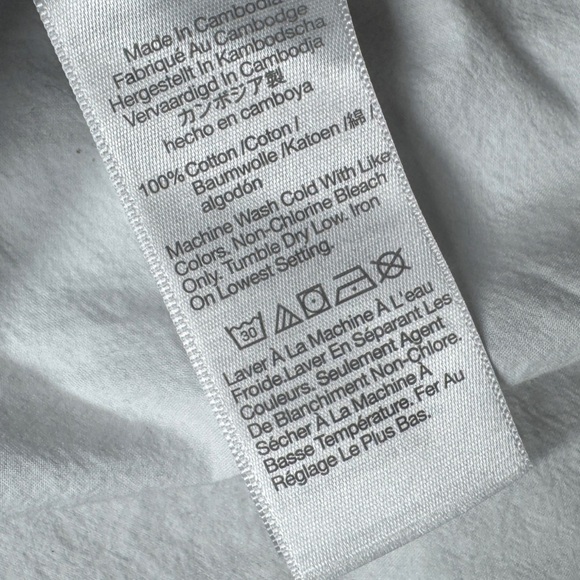 Made In Cambodia
Fabriqué Au Cambodge
Hergestellt In Kambodscha
Vervaardigd In Cambodja
カンボジア製
hecho en camboya
100% Cotton /Coton /
Baumwolle /Katoen /綿 /
algodón
Machine Wash Cold With Like
Colors, Non-Chlorine Bleach
Only. Tumble Dry Low. Iron
On Lowest Setting.
30
Laver À La Machine À L'eau
Froide.Laver En Séparant Les
Couleurs, Seulement Agent
De Blanchiment Non-Chlore.
Sécher À La Machine À
Basse Température, Fer Au
Réglage Le Plus Bas.